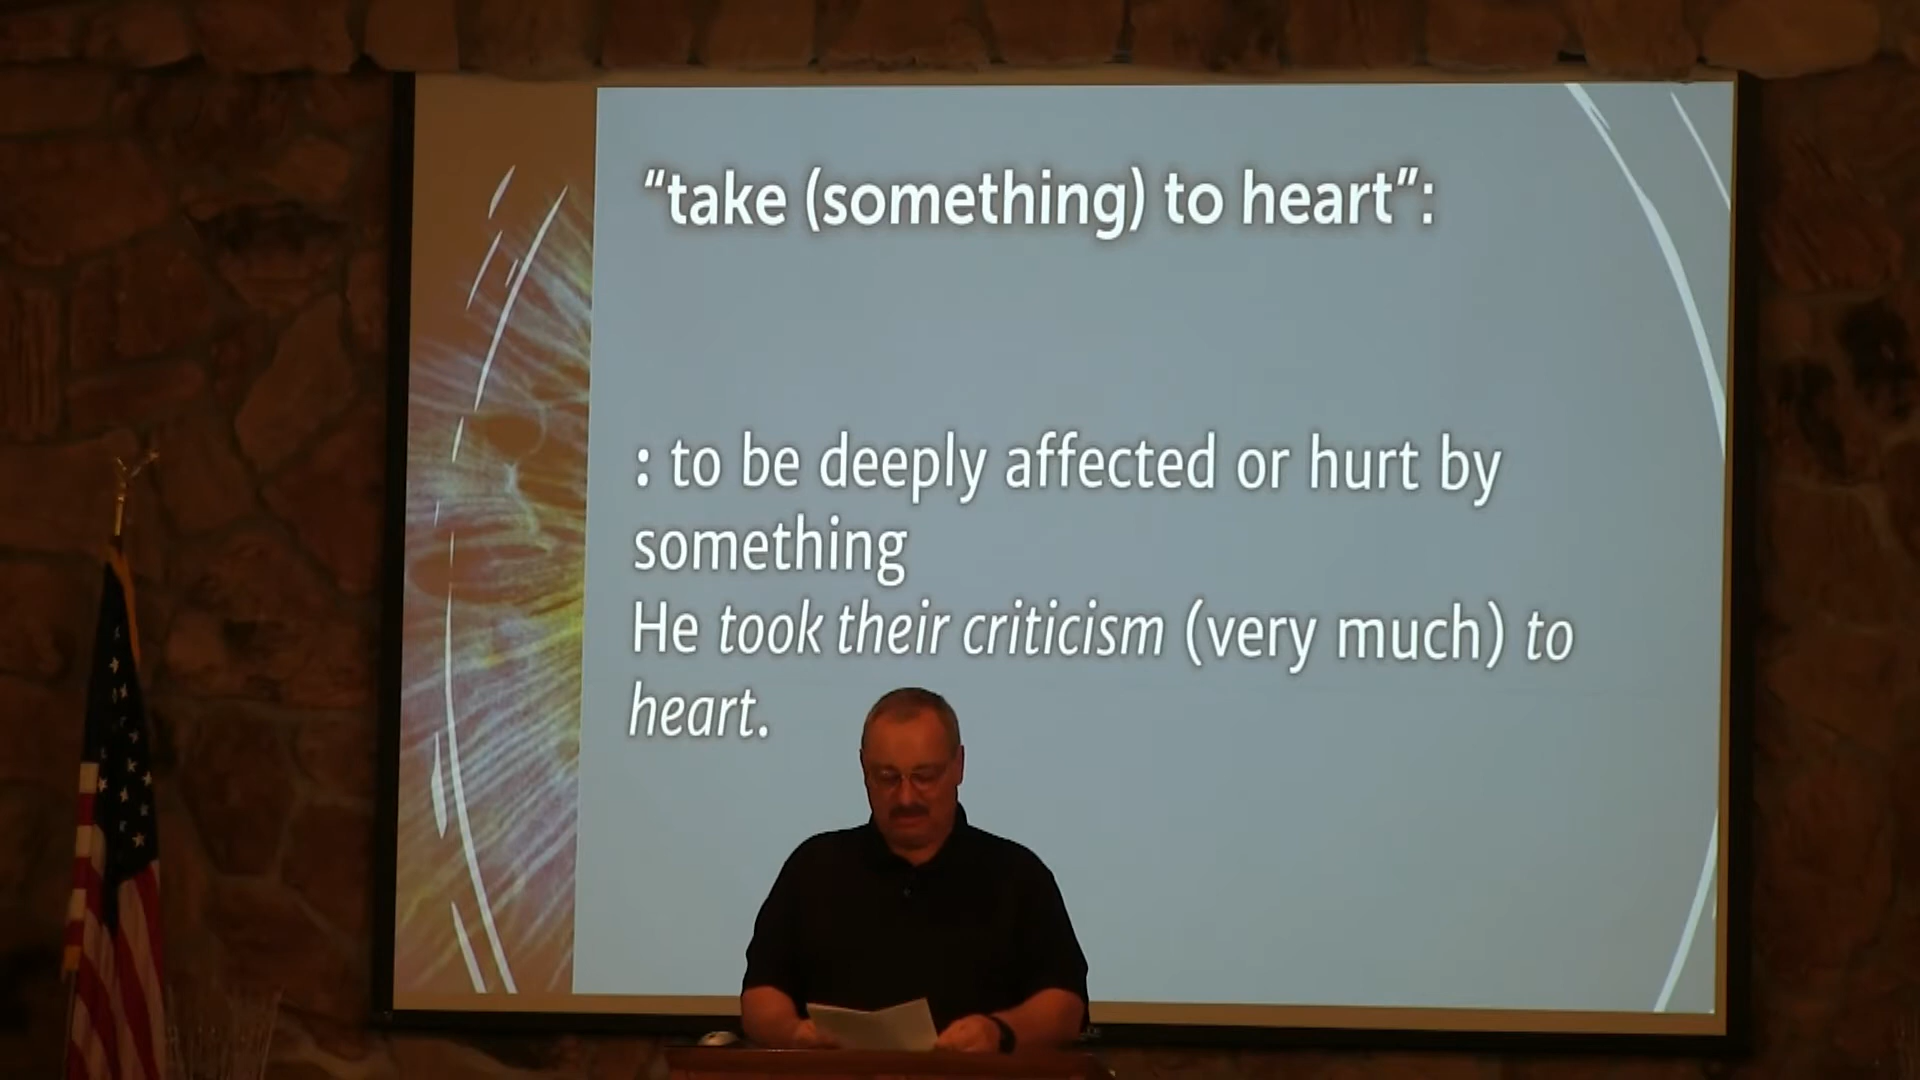 “take (something) to heart”:
: to be deeply affected or hurt by
something
He took their criticism (very much) to
heart.